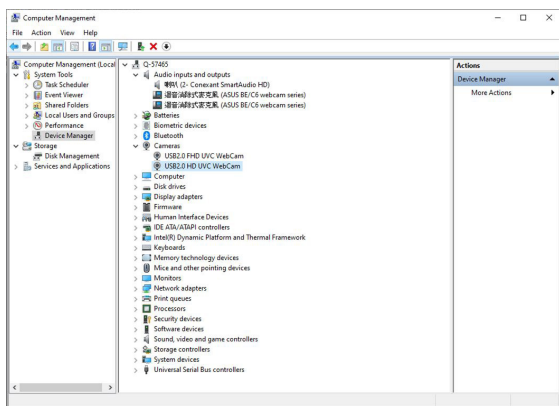 Computer Management
File Action View Help
Computer Management (Local
System Tools
Task Scheduler
Event Viewer
Shared Folders
Local Users and Groups
Performance
Device Manager
Storage
Disk Management
Services and Applications
Q-57465
Audio inputs and outputs
喇叭 (2- Conexant SmartAudio HD)
(ASUS BE/C6 webcam series)
(ASUS BE/C6 webcam series)
Batteries
Biometric devices
Bluetooth
Cameras
USB2.0 FHD UVC WebCam
USB2.0 HD UVC WebCam
Computer
Disk drives
Display adapters
Firmware
Human Interface Devices
IDE ATA/ATAPI controllers
Intel(R) Dynamic Platform and Thermal Framework
Keyboards
Memory technology devices
Mice and other pointing devices
Monitors
Network adapters
Print queues
Processors
Security devices
Software devices
Sound, video and game controllers
Storage controllers
System devices
Universal Serial Bus controllers
Actions
Device Manager
More Actions